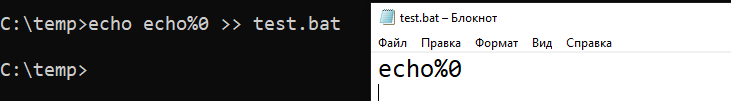 C:\temp>echo echo%0 >> test.bat
C:\temp>
test.bat – Блокнот
Файл Правка Формат Вид Справка
echo%0